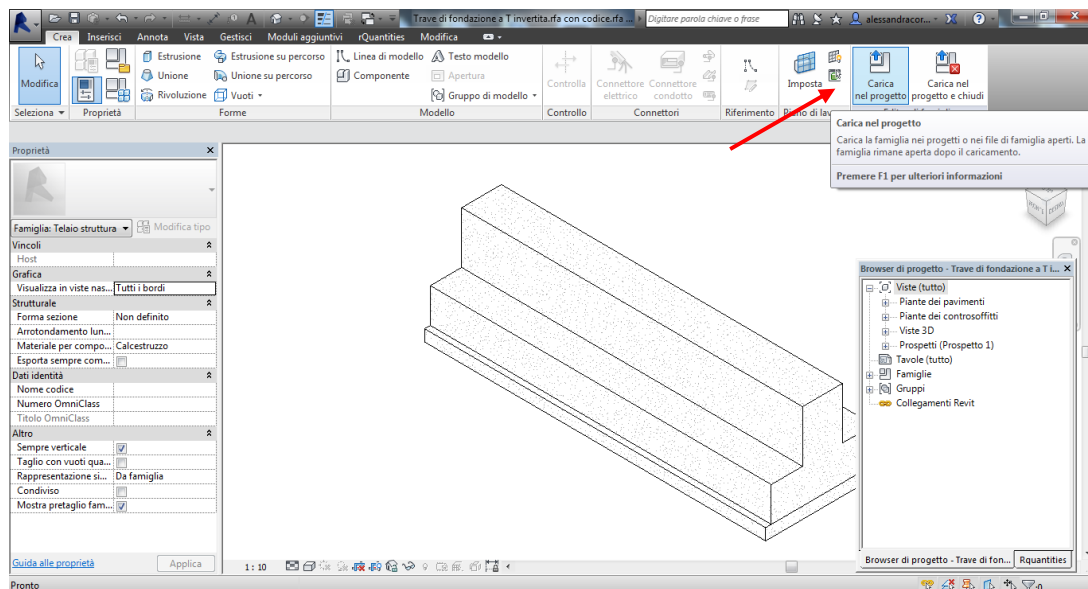 Trave di fondazione a T invertita.rfa con codice.rfa ...
Digitare parola chiave o frase
alessandracor...
Crea Inserisci Annota Vista Gestisci Moduli aggiuntivi rQuantities Modifica
Modifica
Estrusione
Unione
Rivoluzione
Estrusione su percorso
Unione su percorso
Vuoti
Linea di modello
Componente
Testo modello
Apertura
Gruppo di modello
Controlla
Connettore elettrico
Connettore condotto
Imposta
Carica nel progetto
Carica nel progetto e chiudi
Seleziona Proprietà Forme Modello Controllo Connettori Riferimento Piano di lav
Carica nel progetto
Carica la famiglia nei progetti o nei file di famiglia aperti. La
famiglia rimane aperta dopo il caricamento.
Premere F1 per ulteriori informazioni
Proprietà
Famiglia: Telaio struttura Modifica tipo
Vincoli
Host
Grafica
Visualizza in viste nas... Tutti i bordi
Strutturale
Forma sezione Non definito
Arrotondamento lun...
Materiale per compo... Calcestruzzo
Esporta sempre com...
Dati identità
Nome codice
Numero OmniClass
Titolo OmniClass
Altro
Sempre verticale
Taglio con vuoti qua...
Rappresentazione si... Da famiglia
Condiviso
Mostra pretaglio fam...
Guida alle proprietà Applica
1 : 10
Browser di progetto - Trave di fondazione a T i...
Viste (tutto)
Piante dei pavimenti
Piante dei controsoffitti
Viste 3D
Prospetti (Prospetto 1)
Tavole (tutto)
Famiglie
Gruppi
Collegamenti Revit
Browser di progetto - Trave di fon... Rquantities
Pronto
:0